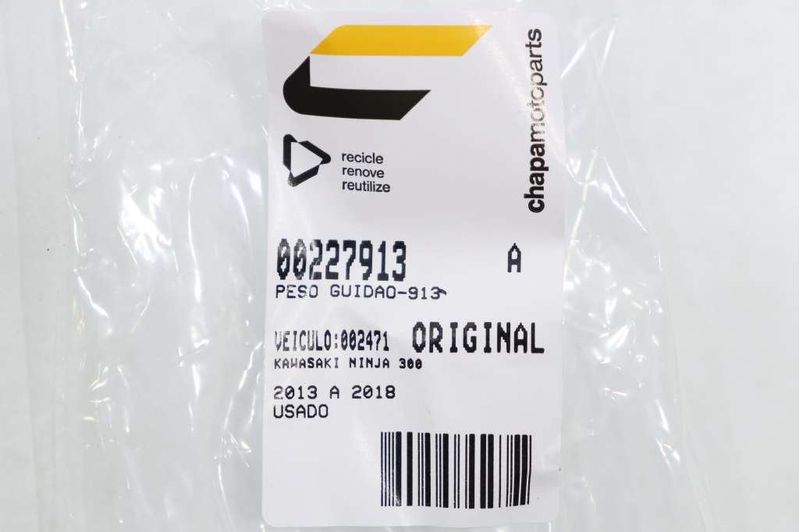 chapamotoparts
recicle
renove
reutilize
00227913 A
PESO GUIDAO-913
VEICULO:002471 ORIGINAL
KAWASAKI NINJA 300
2013 A 2018
USADO